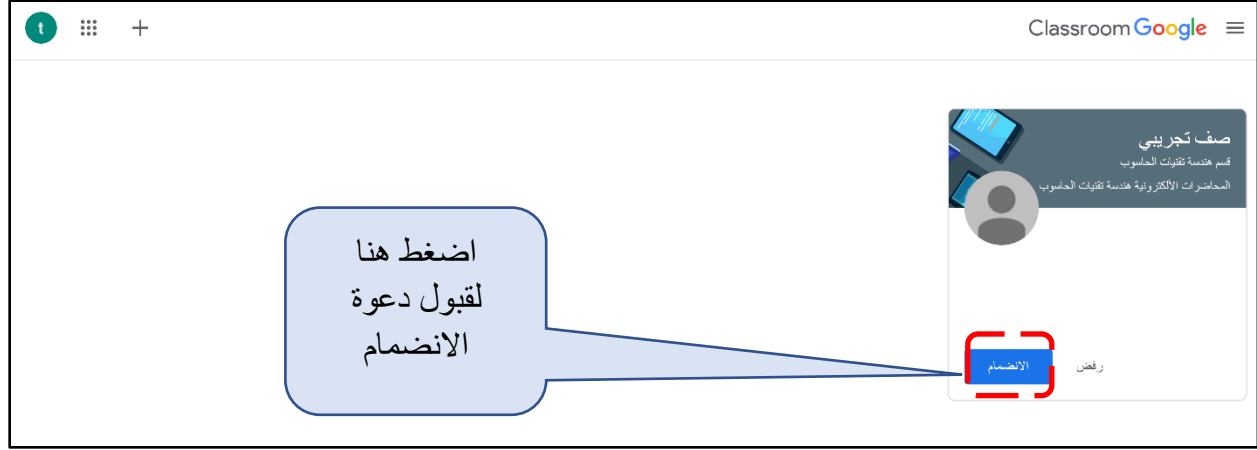 Classroom Google
t
صف تجريبي
قسم هندسة تقنيات الحاسوب
المحاضرات الألكترونية هندسة تقنيات الحاسوب
اضغط هنا
لقبول دعوة
الانضمام
رفض
الانضمام